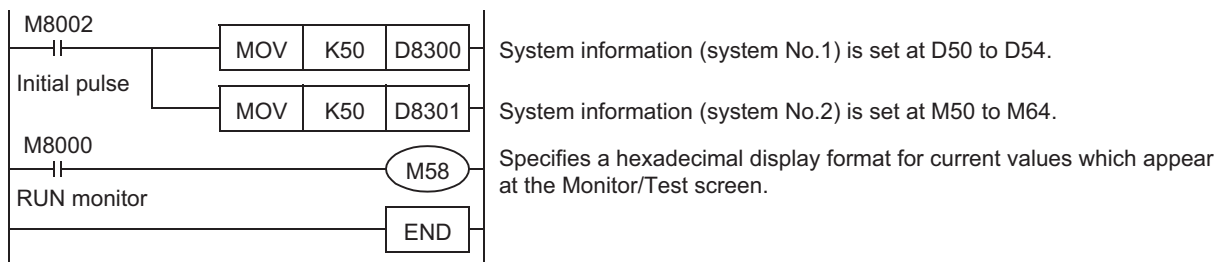 M8002
MOV K50 D8300 System information (system No.1) is set at D50 to D54.
Initial pulse
MOV K50 D8301 System information (system No.2) is set at M50 to M64.
M8000
M58 Specifies a hexadecimal display format for current values which appear
at the Monitor/Test screen.
RUN monitor
END